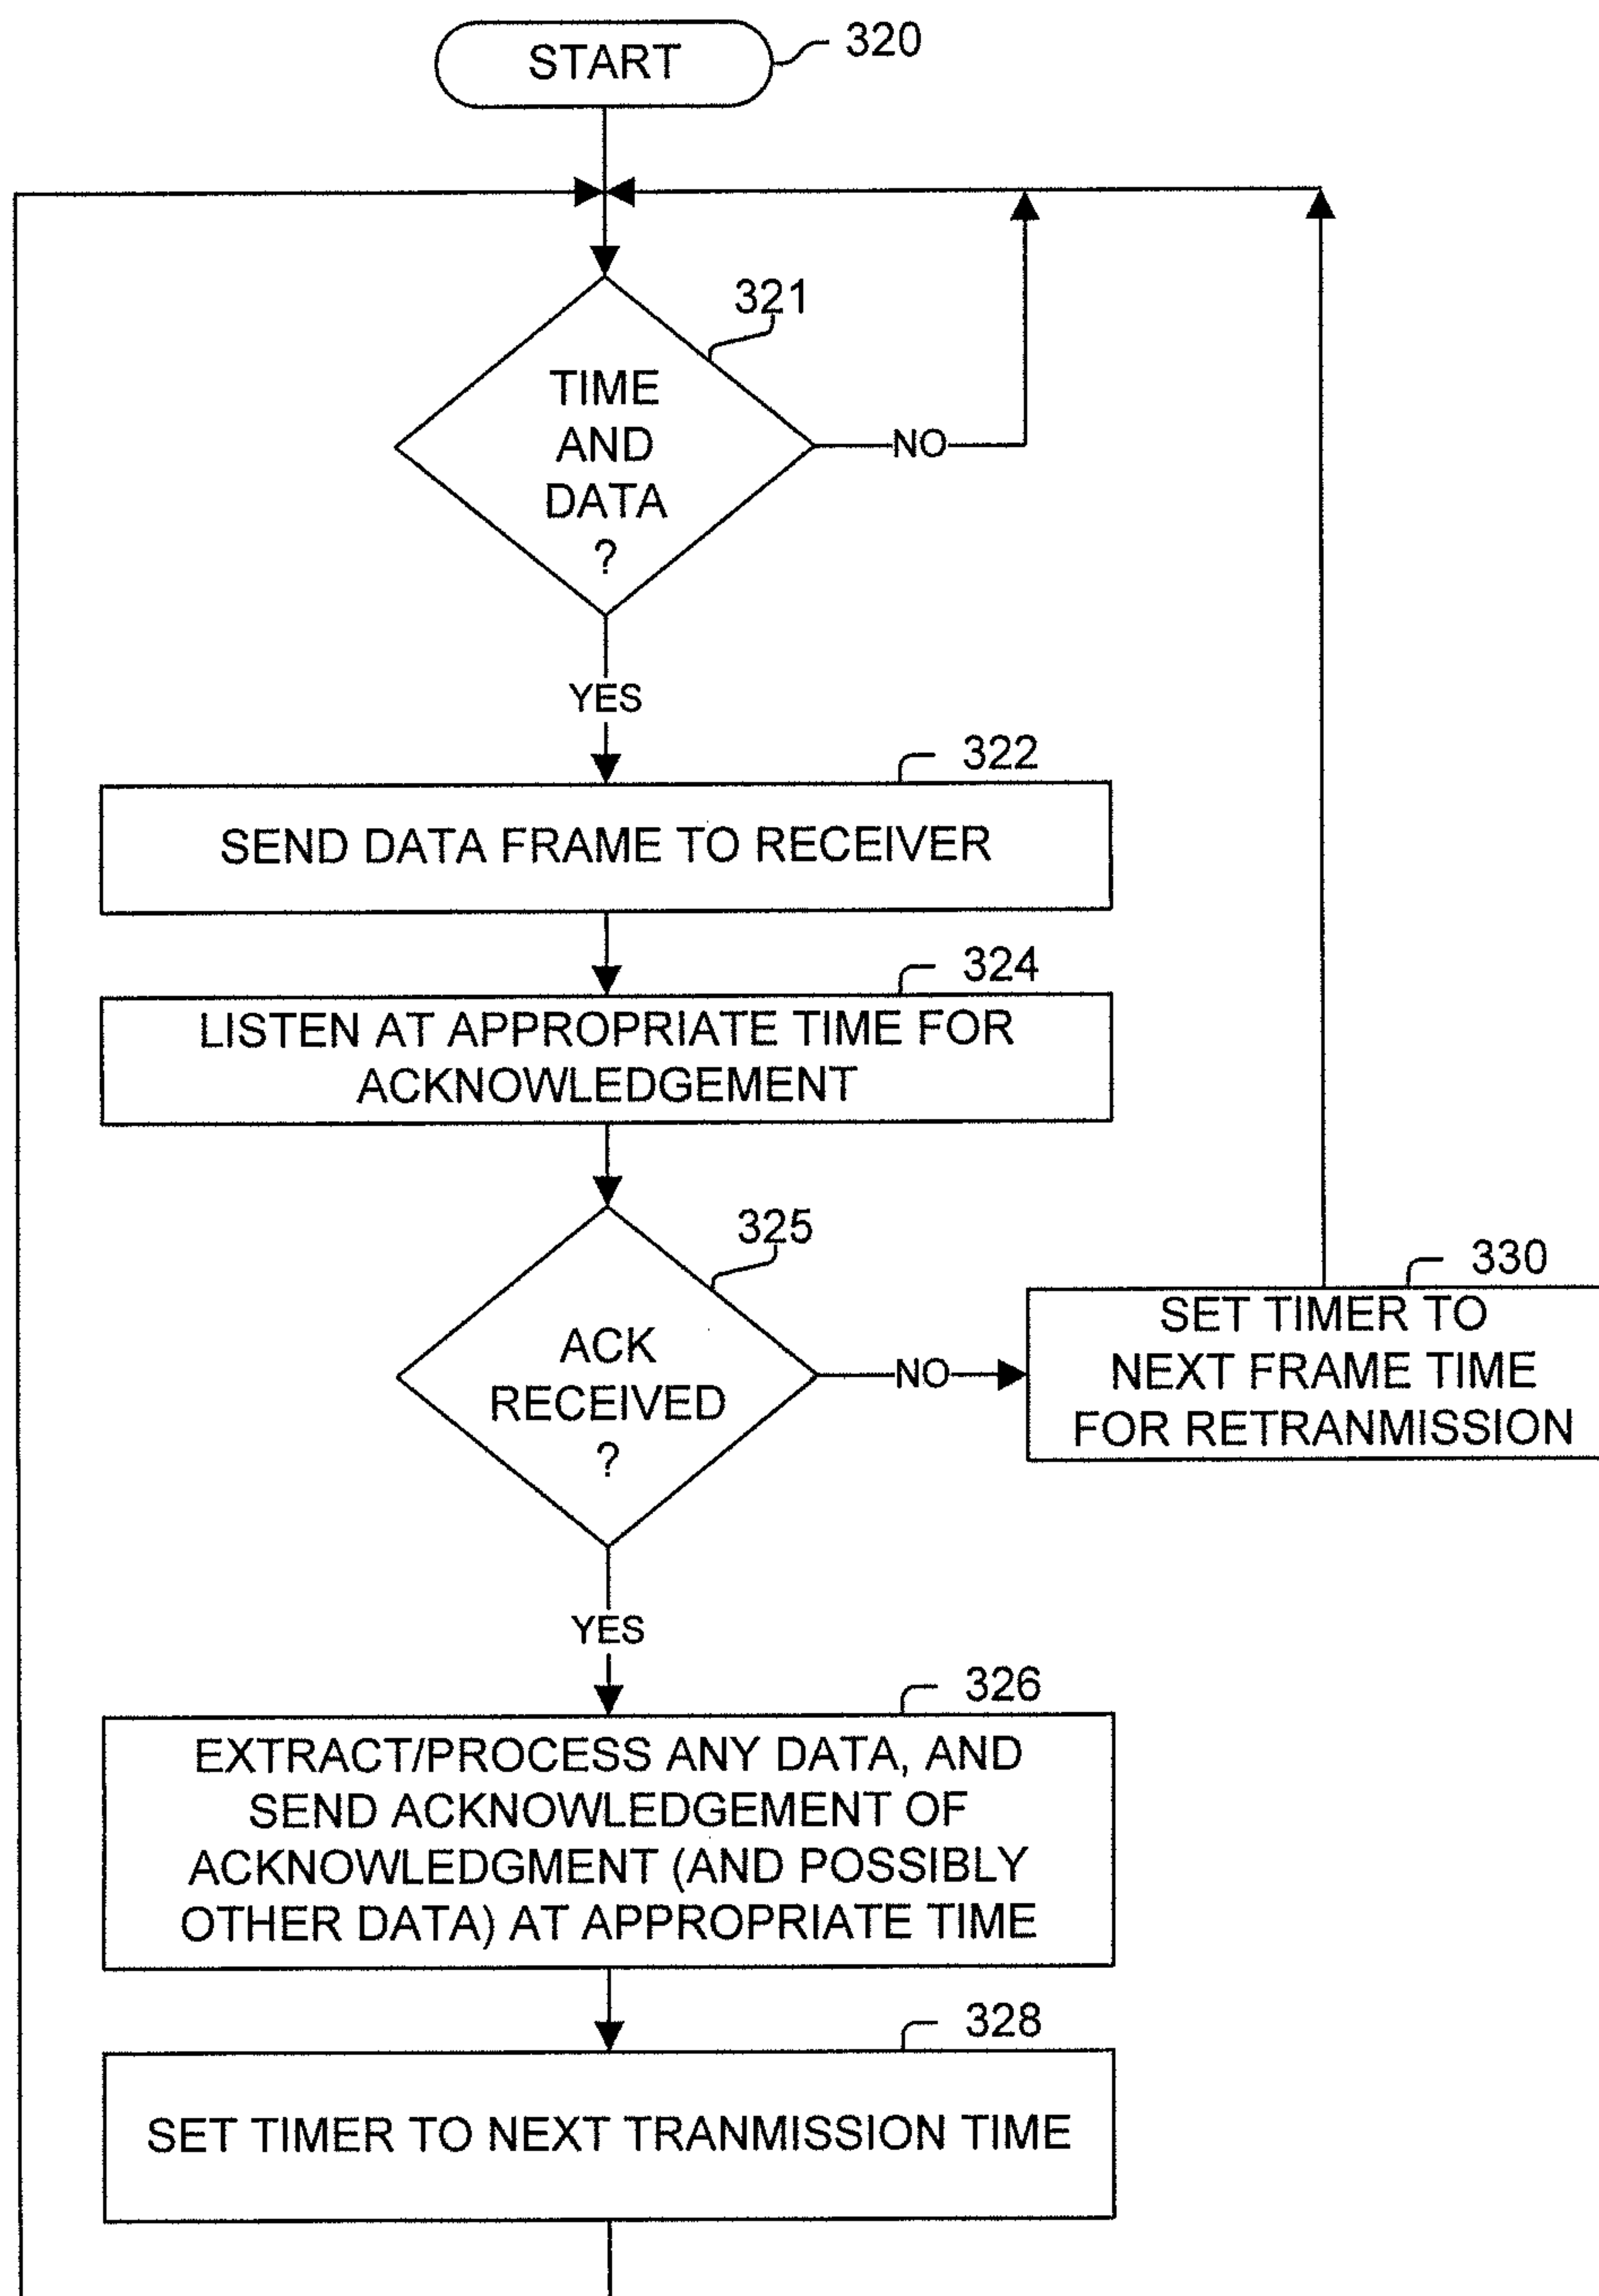 START
320
321
TIME
AND
DATA
?
NO
YES
322
SEND DATA FRAME TO RECEIVER
324
LISTEN AT APPROPRIATE TIME FOR
ACKNOWLEDGEMENT
325
ACK
RECEIVED
?
NO
330
SET TIMER TO
NEXT FRAME TIME
FOR RETRANMISSION
YES
326
EXTRACT/PROCESS ANY DATA, AND
SEND ACKNOWLEDGEMENT OF
ACKNOWLEDGMENT (AND POSSIBLY
OTHER DATA) AT APPROPRIATE TIME
328
SET TIMER TO NEXT TRANMISSION TIME